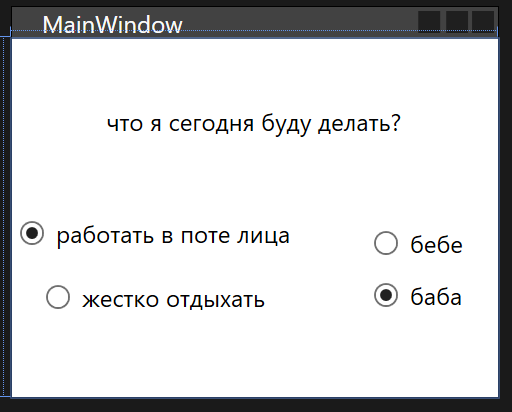 MainWindow
что я сегодня буду делать?
работать в поте лица
бебе
жестко отдыхать
баба